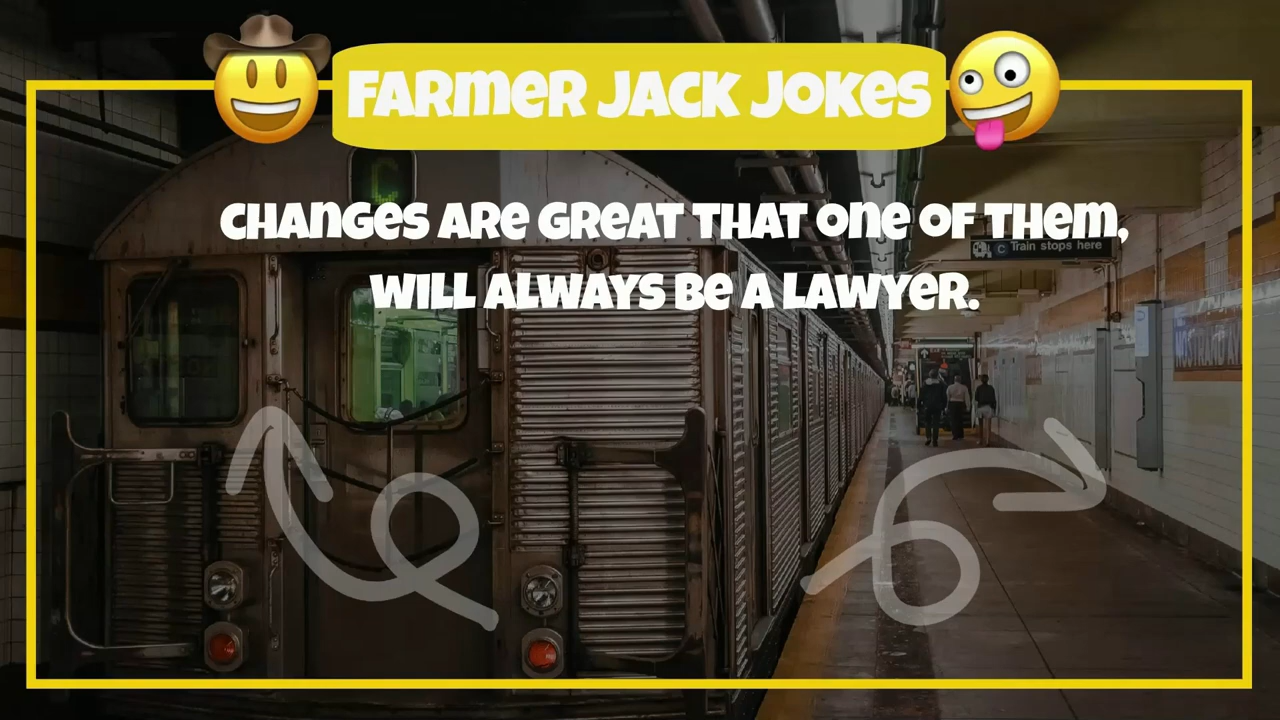 FARMER JACK JOKES
CHANGES ARE GREAT THAT ONE OF THEM,
C Train stops here
WILL ALWAYS BE A LAWYER.